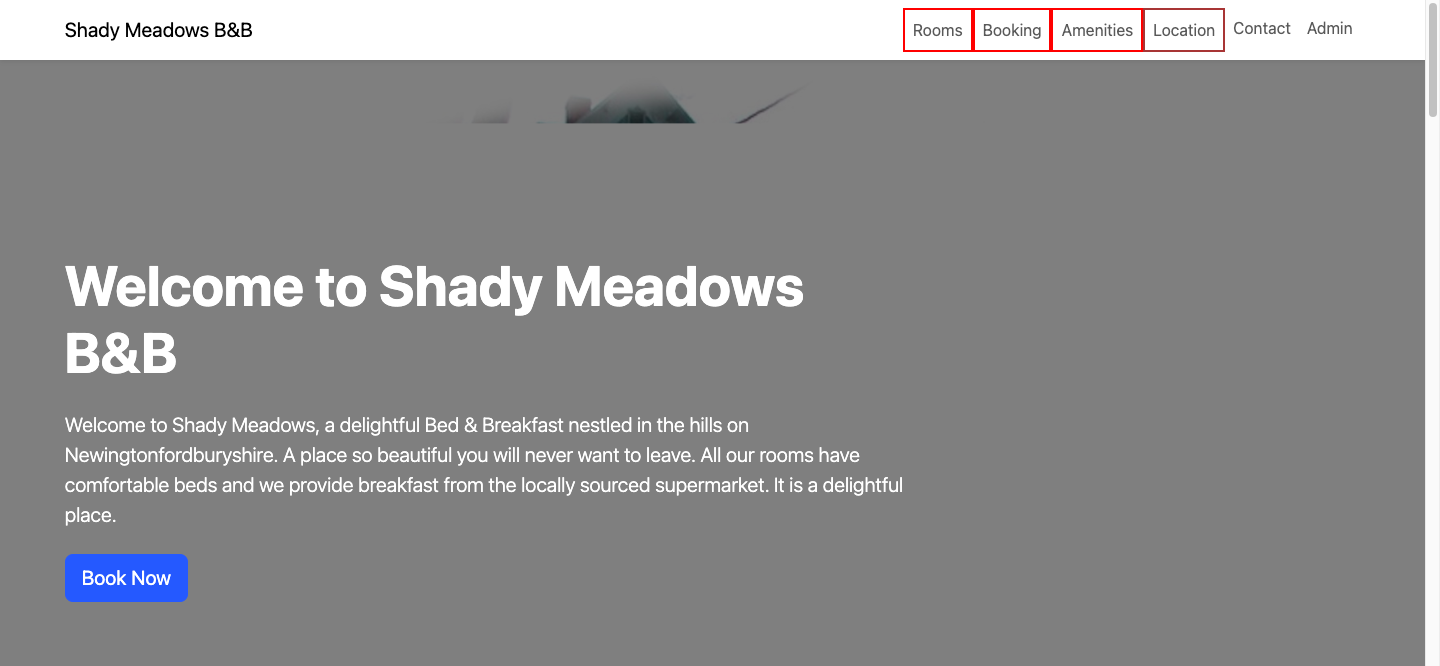 Shady Meadows B&B Rooms Booking Amenities Location Contact Admin
Welcome to Shady Meadows
B&B
Welcome to Shady Meadows, a delightful Bed & Breakfast nestled in the hills on
Newingtonfordburyshire. A place so beautiful you will never want to leave. All our rooms have
comfortable beds and we provide breakfast from the locally sourced supermarket. It is a delightful
place.
Book Now